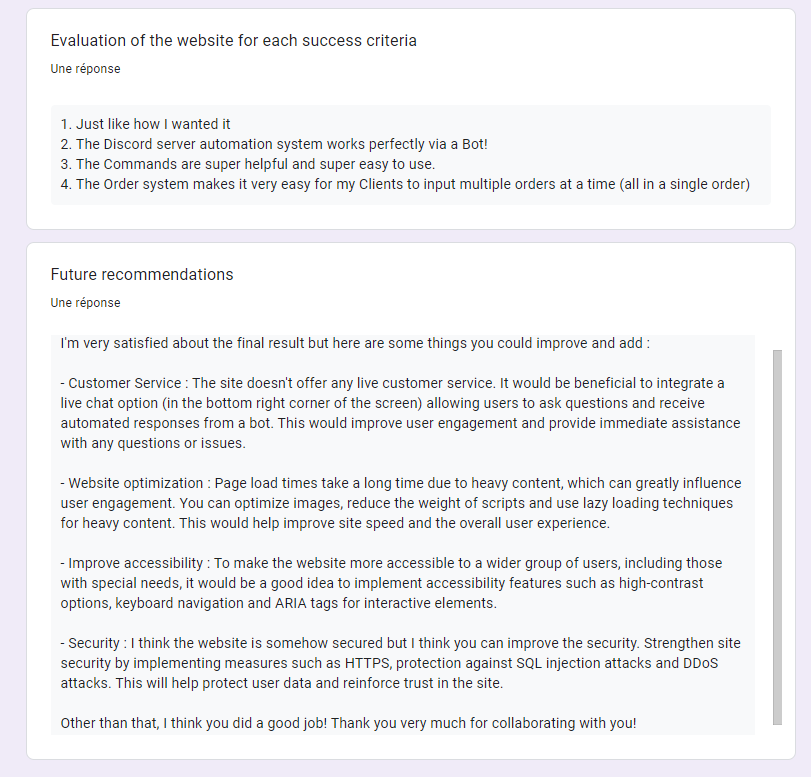 Evaluation of the website for each success criteria
Une réponse
1. Just like how I wanted it
2. The Discord server automation system works perfectly via a Bot!
3. The Commands are super helpful and super easy to use.
4. The Order system makes it very easy for my Clients to input multiple orders at a time (all in a single order)
Future recommendations
Une réponse
I'm very satisfied about the final result but here are some things you could improve and add :
- Customer Service : The site doesn't offer any live customer service. It would be beneficial to integrate a
live chat option (in the bottom right corner of the screen) allowing users to ask questions and receive
automated responses from a bot. This would improve user engagement and provide immediate assistance
with any questions or issues.
- Website optimization : Page load times take a long time due to heavy content, which can greatly influence
user engagement. You can optimize images, reduce the weight of scripts and use lazy loading techniques
for heavy content. This would help improve site speed and the overall user experience.
- Improve accessibility : To make the website more accessible to a wider group of users, including those
with special needs, it would be a good idea to implement accessibility features such as high-contrast
options, keyboard navigation and ARIA tags for interactive elements.
- Security : I think the website is somehow secured but I think you can improve the security. Strengthen site
security by implementing measures such as HTTPS, protection against SQL injection attacks and DDoS
attacks. This will help protect user data and reinforce trust in the site.
Other than that, I think you did a good job! Thank you very much for collaborating with you!